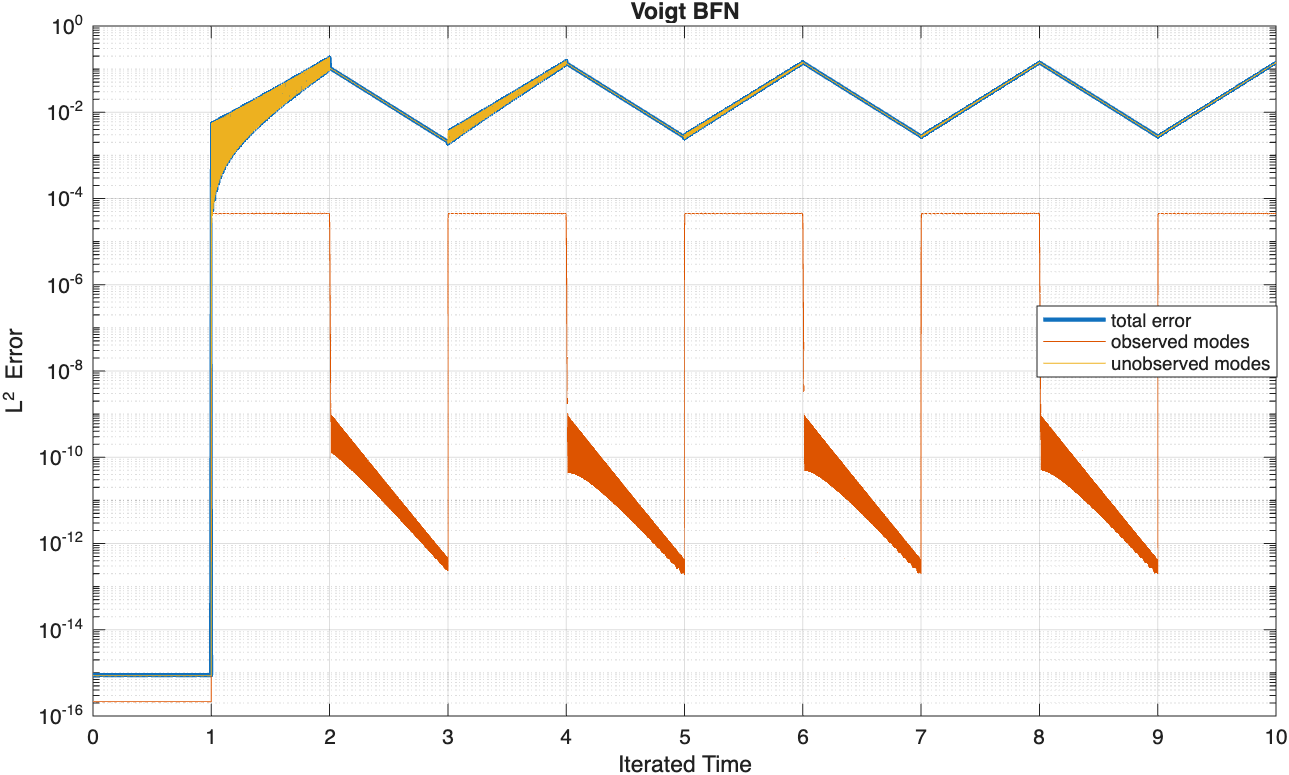 Voigt BFN
10^0
10^-2
10^-4
10^-6
10^-8
10^-10
10^-12
10^-14
10^-16
L^2 Error
total error
observed modes
unobserved modes
0 1 2 3 4 5 6 7 8 9 10
Iterated Time